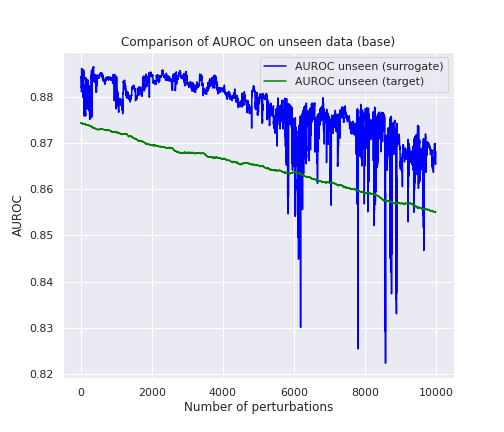 Comparison of AUROC on unseen data (base)
AUROC unseen (surrogate)
AUROC unseen (target)
AUROC
0.88
0.87
0.86
0.85
0.84
0.83
0.82
0 2000 4000 6000 8000 10000
Number of perturbations